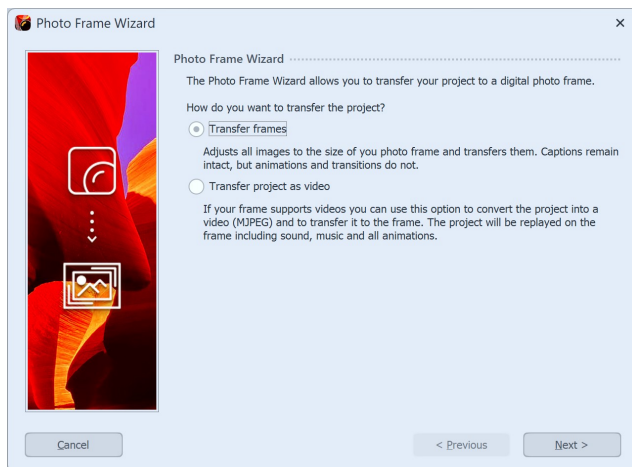 Photo Frame Wizard
Photo Frame Wizard
The Photo Frame Wizard allows you to transfer your project to a digital photo frame.
How do you want to transfer the project?
Transfer frames
Adjusts all images to the size of you photo frame and transfers them. Captions remain
intact, but animations and transitions do not.
Transfer project as video
If your frame supports videos you can use this option to convert the project into a
video (MJPEG) and to transfer it to the frame. The project will be replayed on the
frame including sound, music and all animations.
Cancel
< Previous
Next >